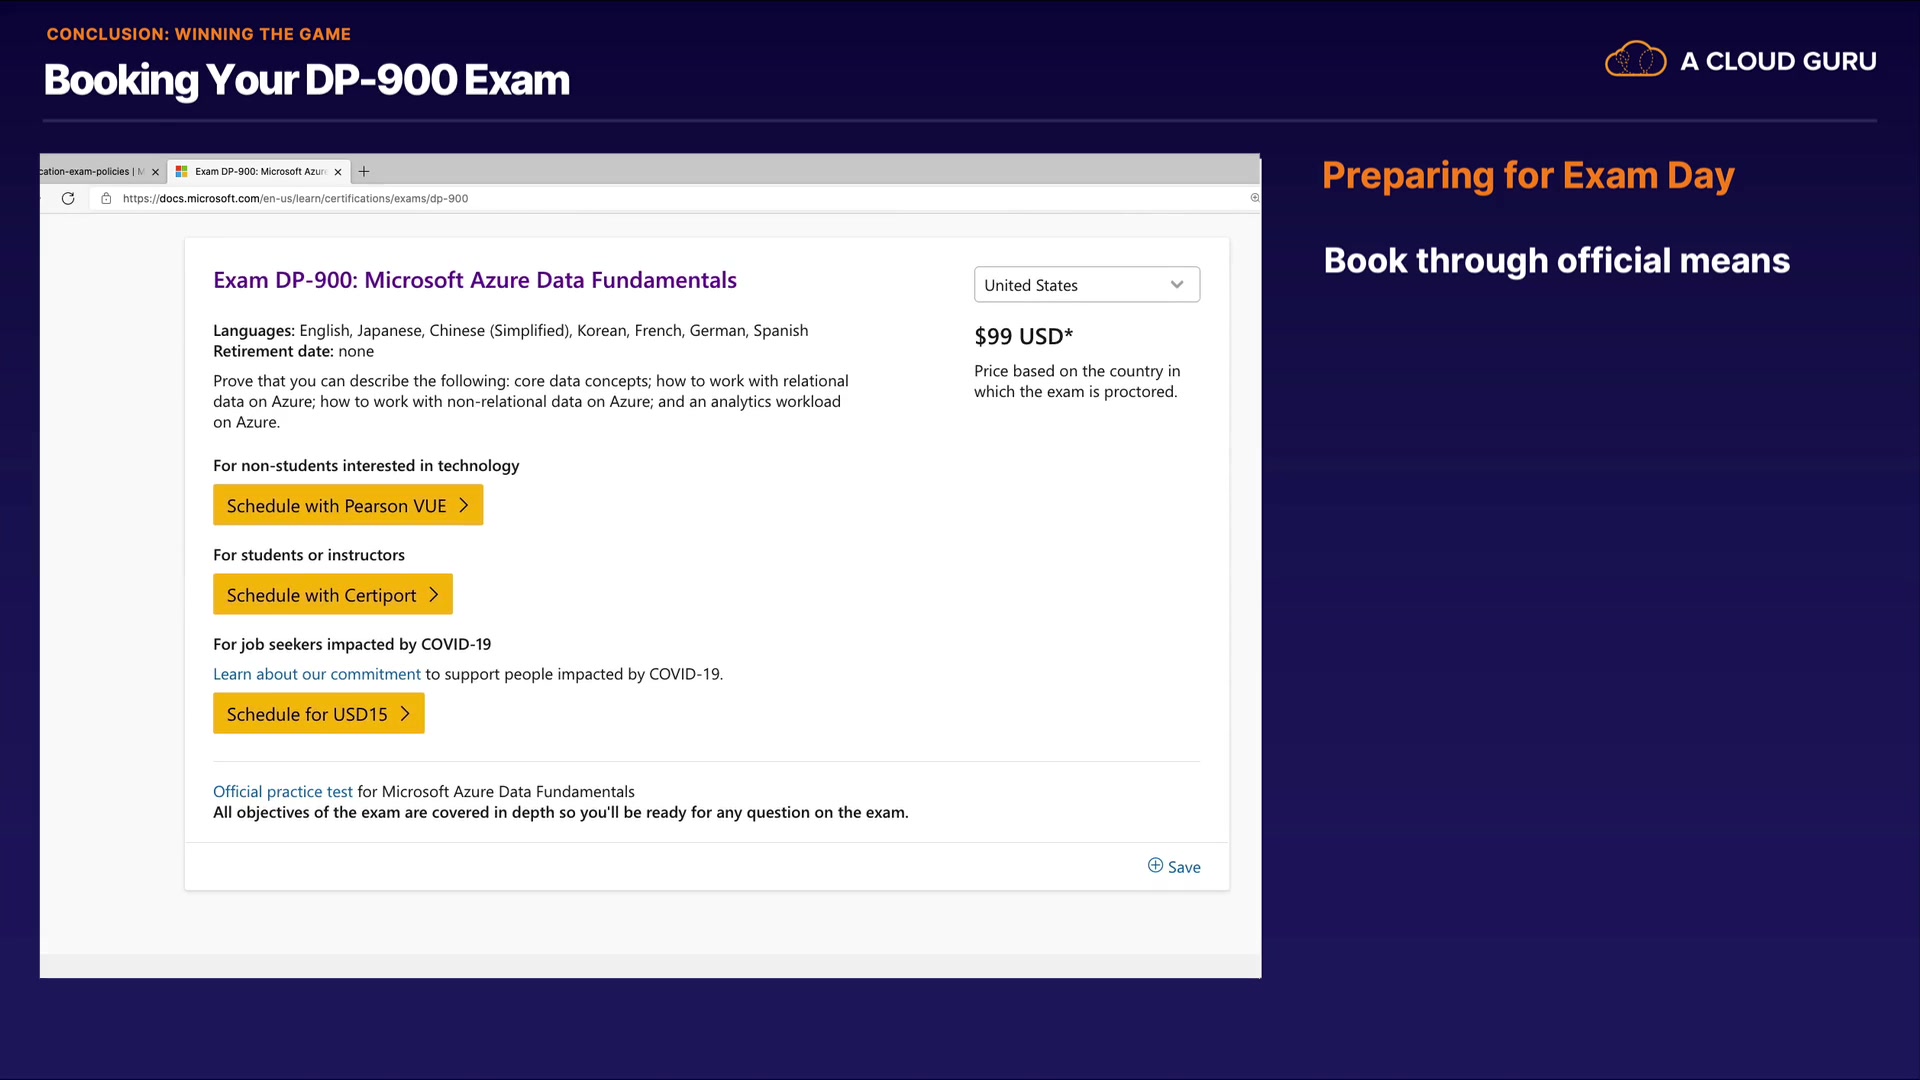 CONCLUSION: WINNING THE GAME
Booking Your DP-900 Exam
A CLOUD GURU
cation-exam-policies | M
Exam DP-900: Microsoft Azur
https://docs.microsoft.com/en-us/learn/certifications/exams/dp-900
Exam DP-900: Microsoft Azure Data Fundamentals
Languages: English, Japanese, Chinese (Simplified), Korean, French, German, Spanish
Retirement date: none
Prove that you can describe the following: core data concepts; how to work with relational
data on Azure; how to work with non-relational data on Azure; and an analytics workload
on Azure.
United States
$99 USD*
Price based on the country in
which the exam is proctored.
For non-students interested in technology
Schedule with Pearson VUE
For students or instructors
Schedule with Certiport
For job seekers impacted by COVID-19
Learn about our commitment to support people impacted by COVID-19.
Schedule for USD15
Official practice test for Microsoft Azure Data Fundamentals
All objectives of the exam are covered in depth so you'll be ready for any question on the exam.
Save
Preparing for Exam Day
Book through official means